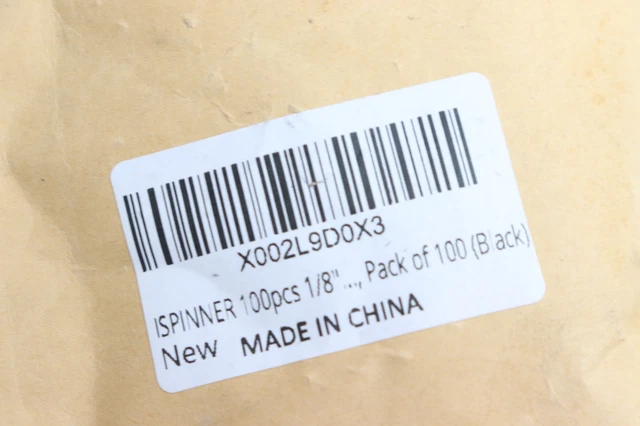 X002L9D0X3
ISPINNER 100pcs 1/8"..., Pack of 100 (Black)
New MADE IN CHINA